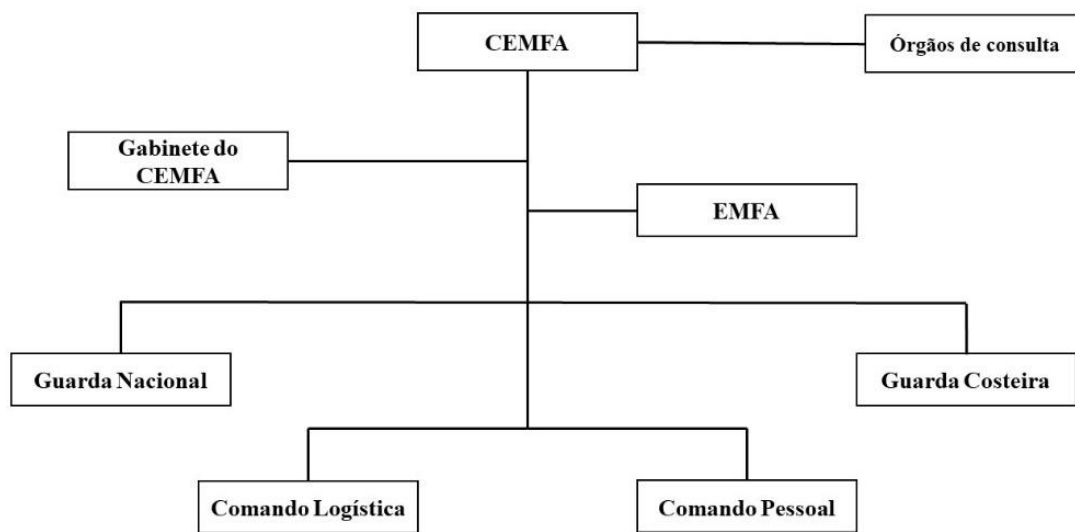 CEMFA
Órgãos de consulta
Gabinete do
CEMFA
EMFA
Guarda Nacional
Guarda Costeira
Comando Logística
Comando Pessoal